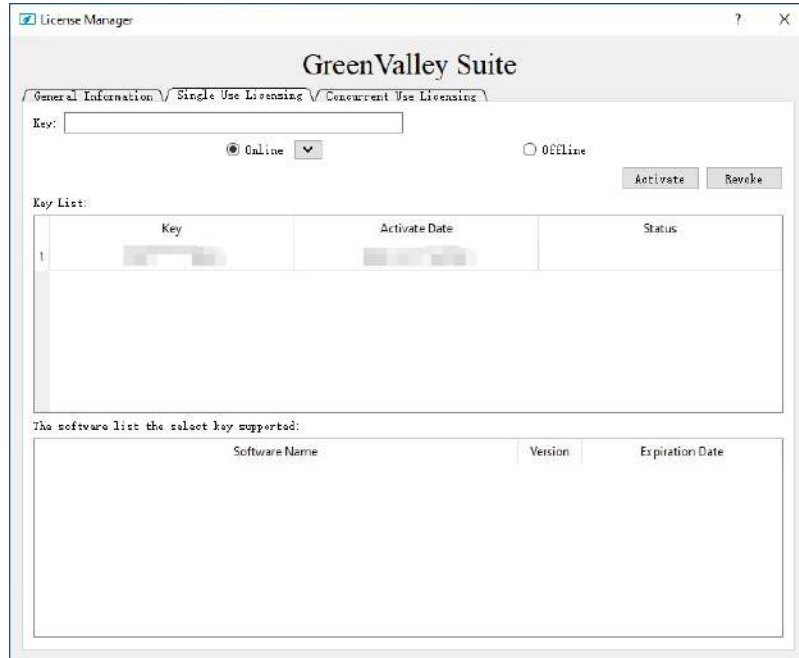 License Manager ? X
GreenValley Suite
General Information Single Use Licensing Concurrent Use Licensing
Key:
Online Offline
Activate Revoke
Key List:
Key Activate Date Status
1
The software list the select key supported:
Software Name Version Expiration Date